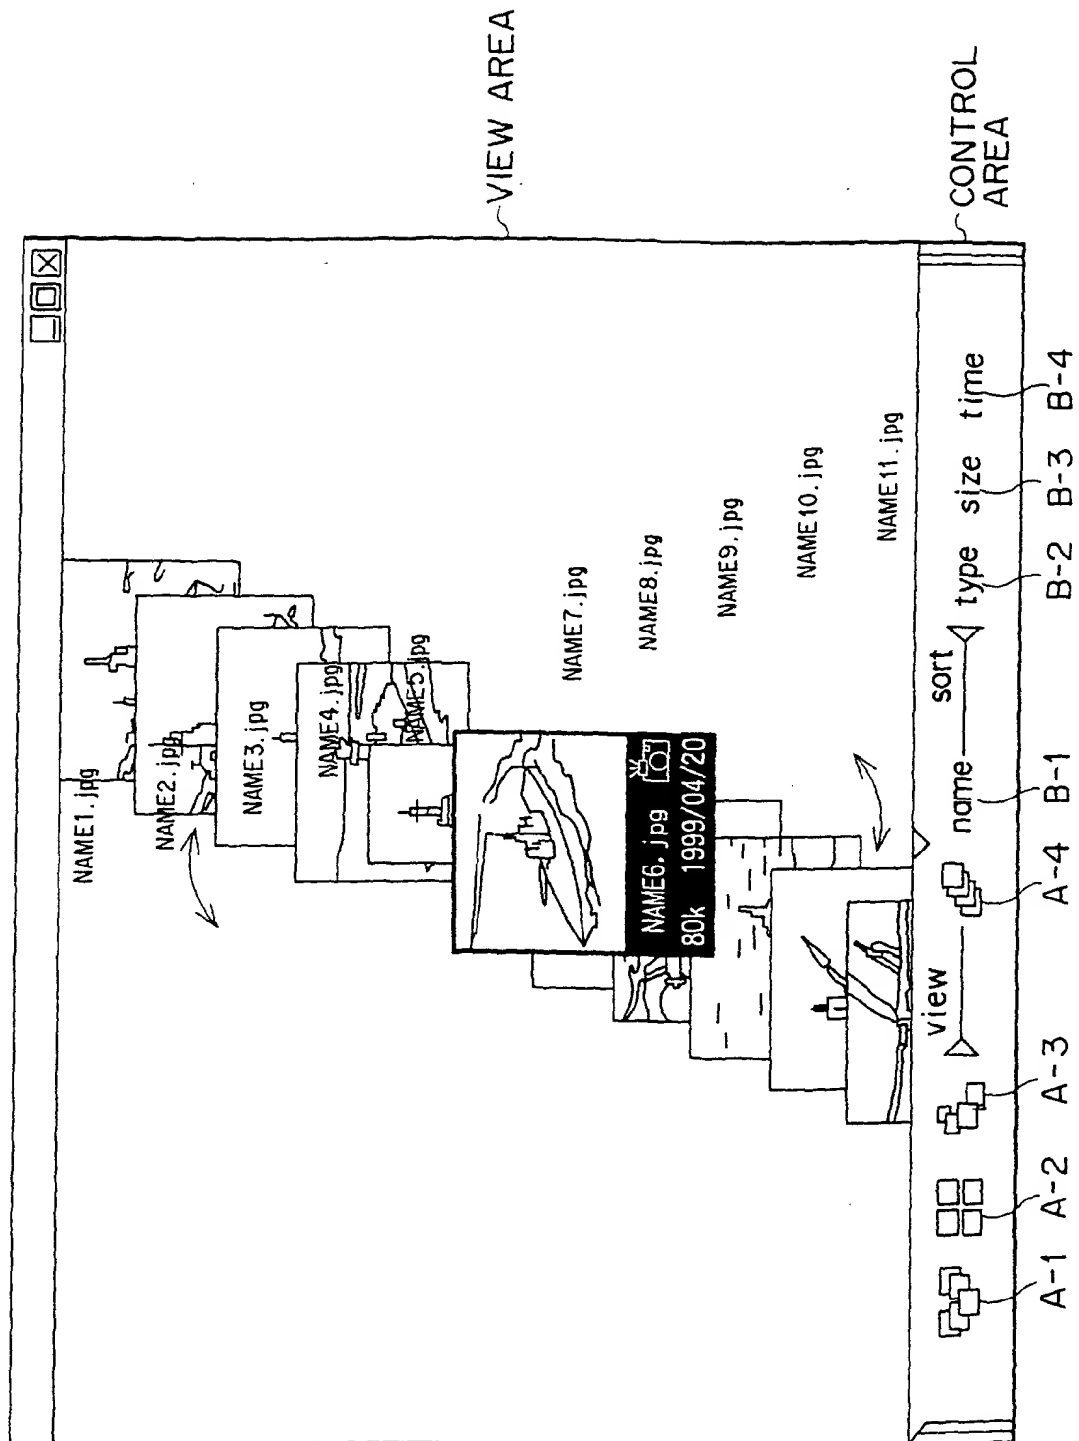 NAME1.jpg
NAME2.jpg
NAME3.jpg
NAME4.jpg
NAME5.jpg
NAME6.jpg
80k 1999/04/20
NAME7.jpg
NAME8.jpg
NAME9.jpg
NAME10.jpg
NAME11.jpg
VIEW AREA
view
sort
name type size time
CONTROL
AREA
A-1 A-2 A-3 A-4 B-1 B-2 B-3 B-4